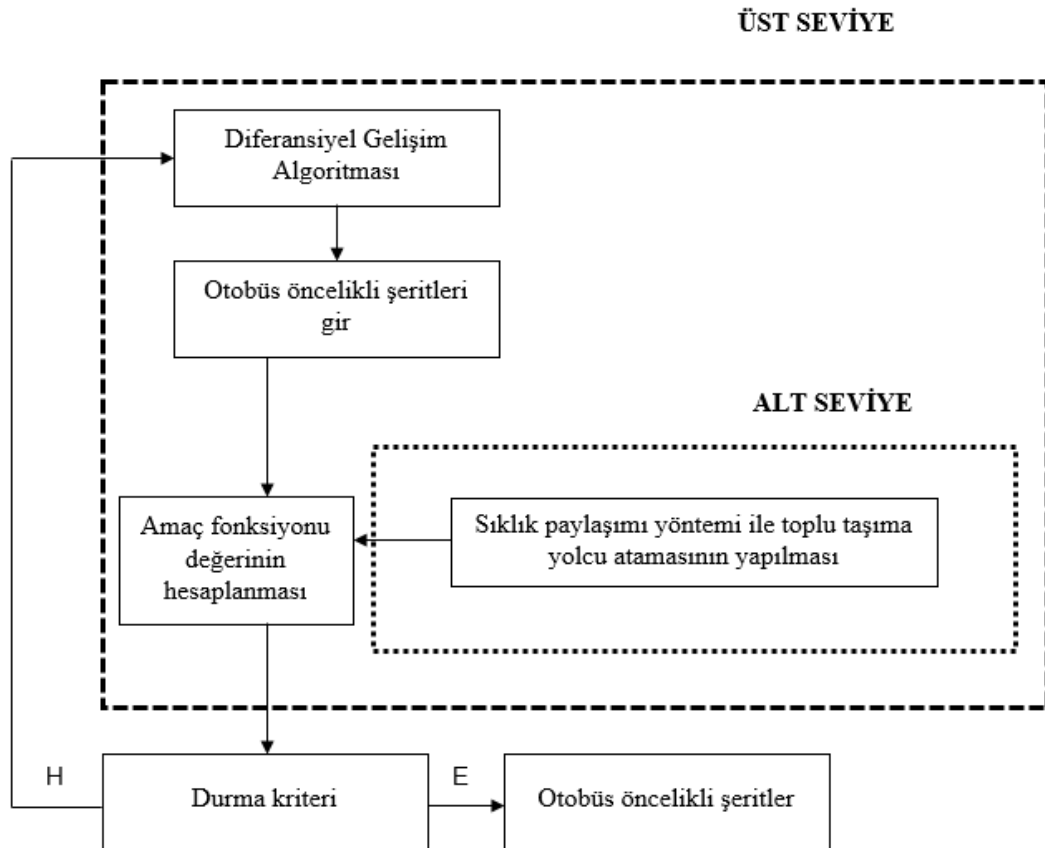 ÜST SEVİYE
Diferansiyel Gelişim
Algoritması
Otobüs öncelikli şeritleri
gir
ALT SEVİYE
Amaç fonksiyonu
değerinin
hesaplanması
Sıklık paylaşımı yöntemi ile toplu taşıma
yolcu atamasının yapılması
H
Durma kriteri
E
Otobüs öncelikli şeritler